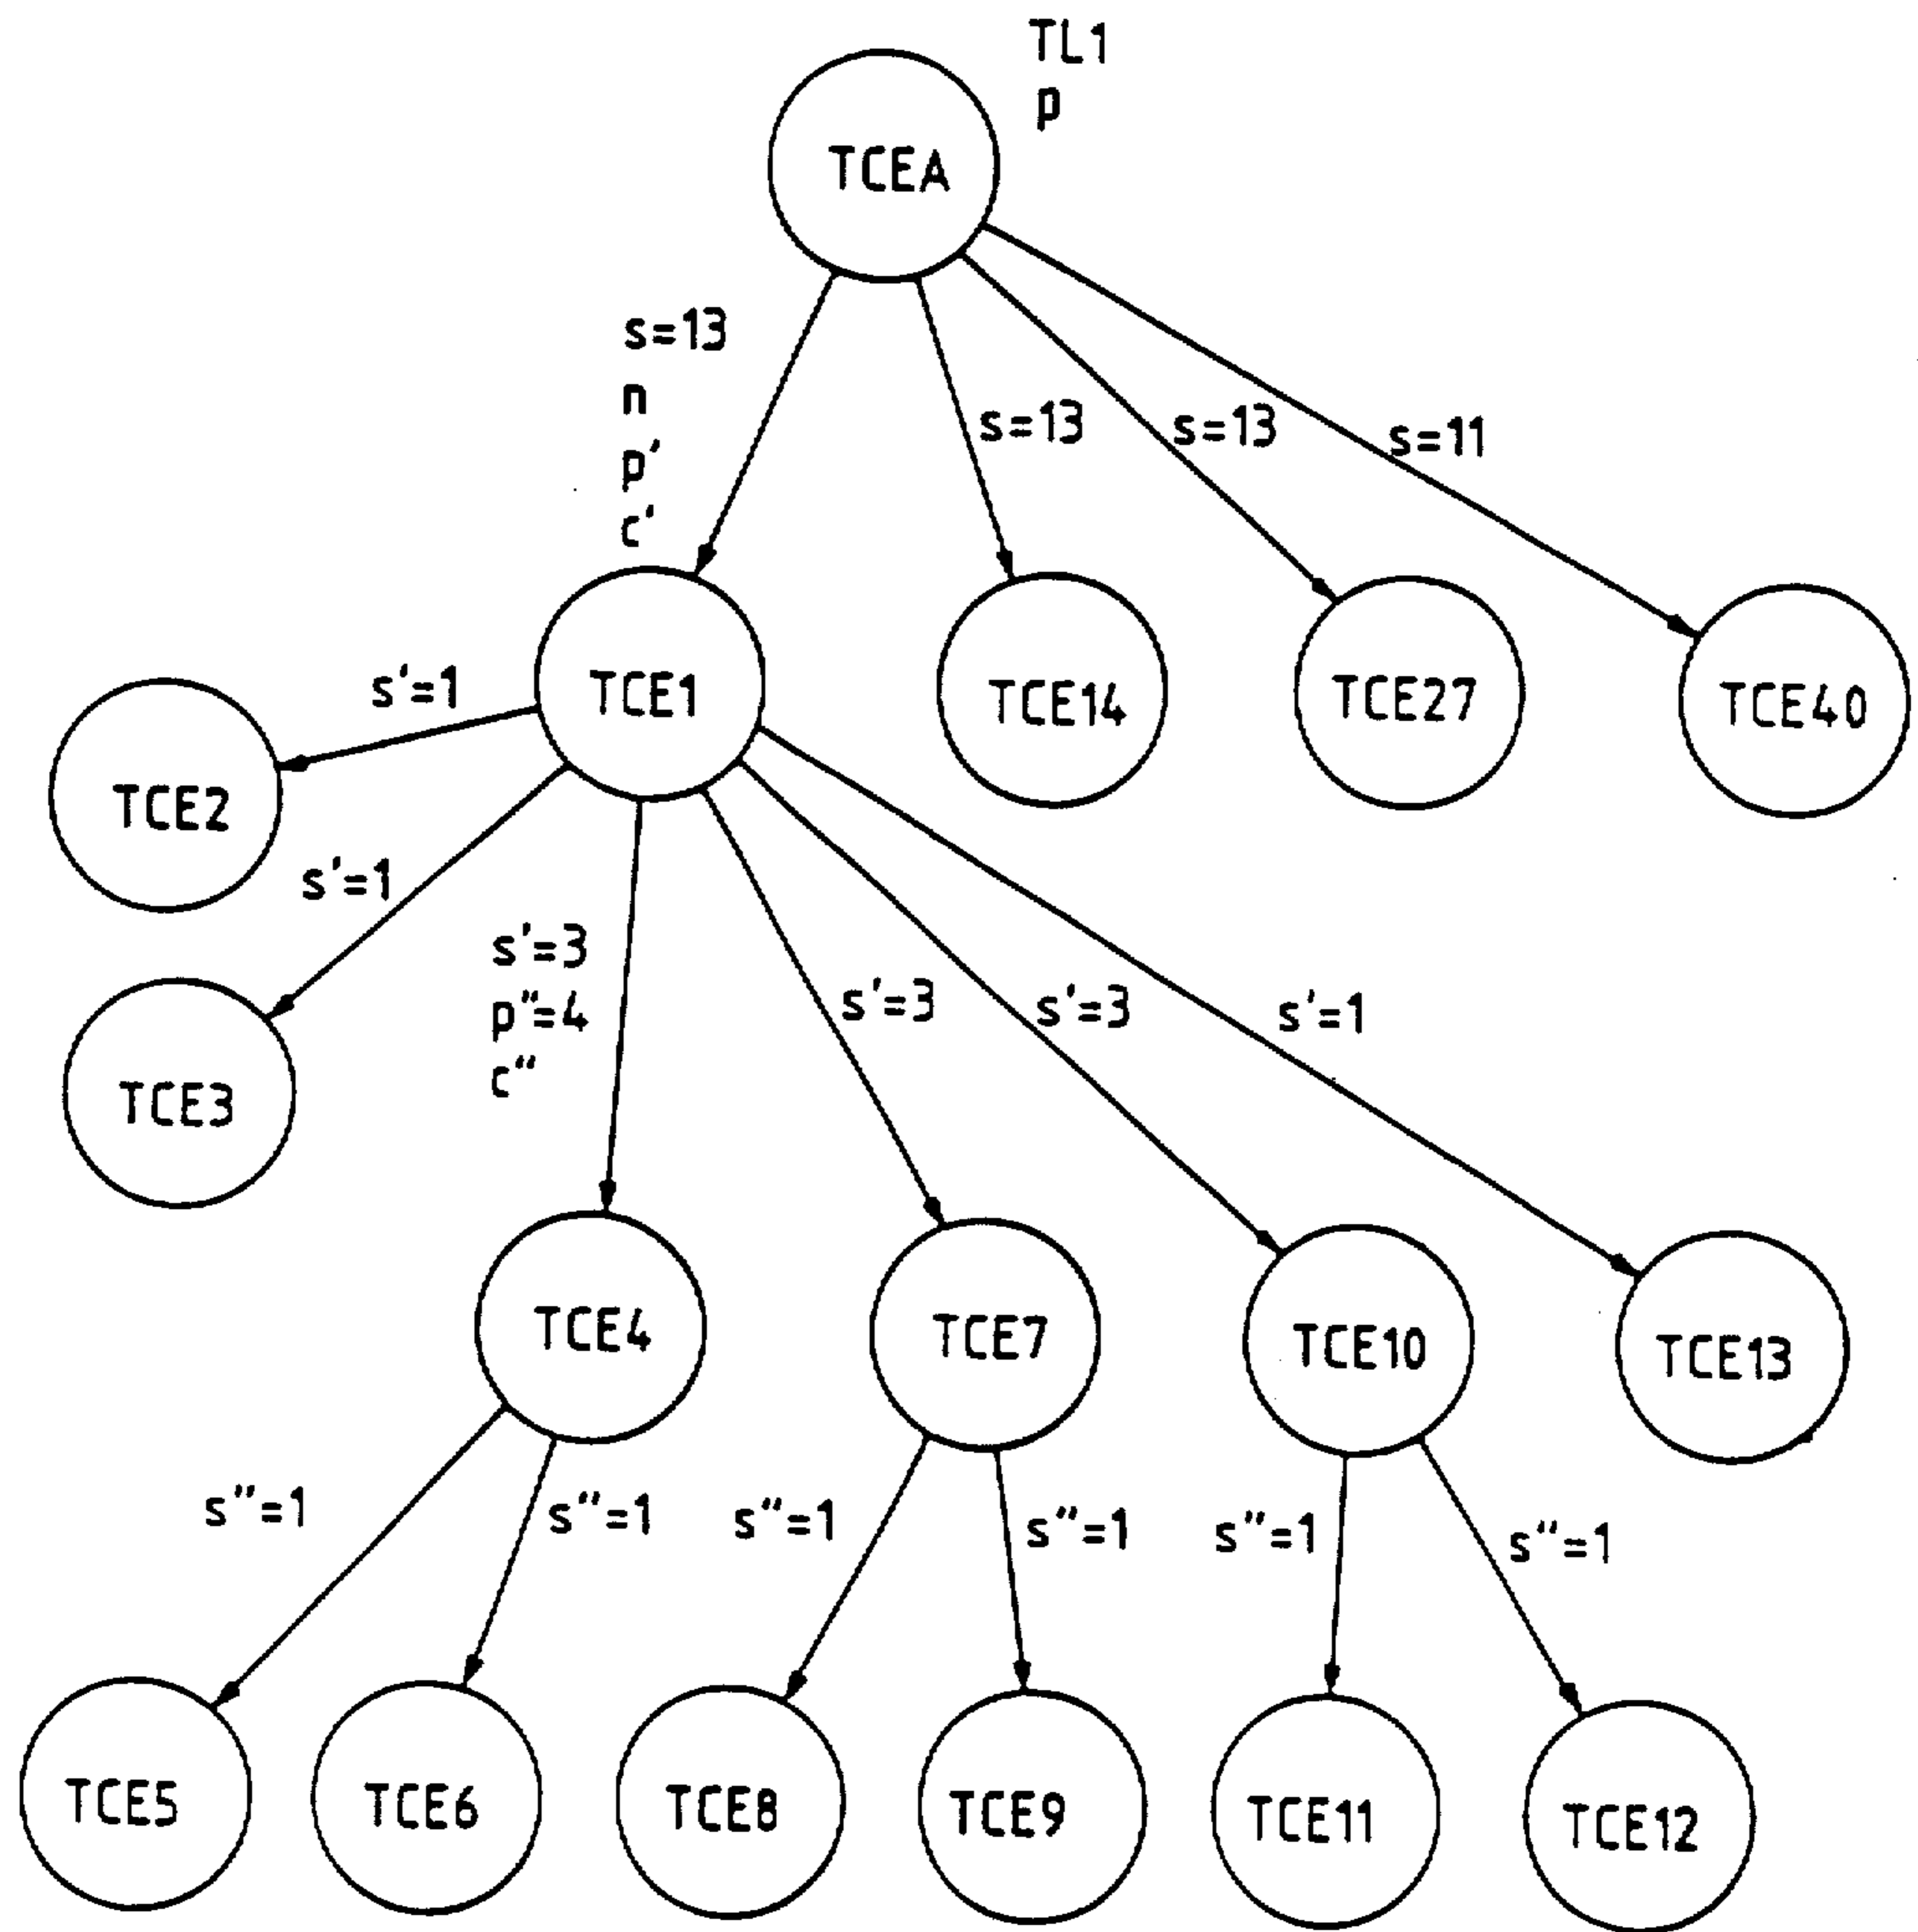 TL1
p
TCEA
s=13
n
p'
c'
s=13
s=13
s=11
TCE1
TCE14
TCE27
TCE40
s'=1
TCE2
s'=1
TCE3
s'=3
p"=4
c"
s'=3
s'=3
s'=1
TCE4
TCE7
TCE10
TCE13
s"=1
s"=1
s"=1
s"=1
s"=1
s"=1
TCE5
TCE6
TCE8
TCE9
TCE11
TCE12